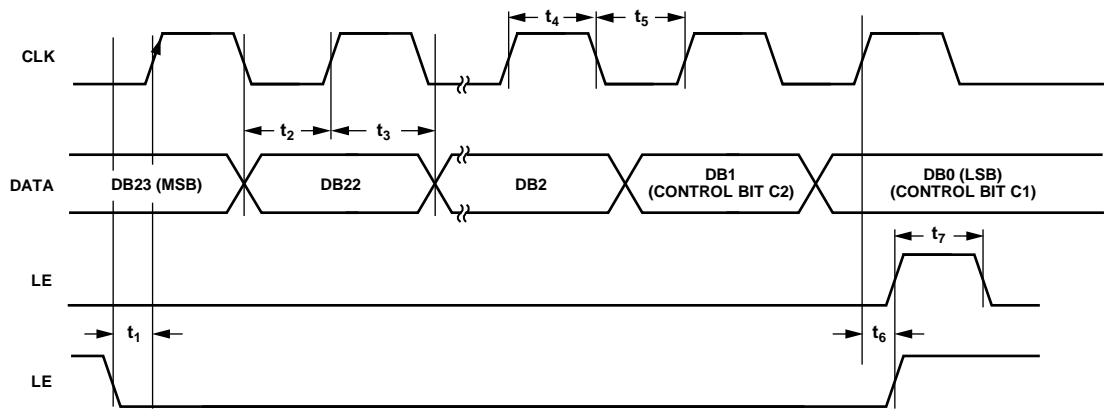 t4
t5
CLK
t2
t3
DATA
DB23 (MSB)
DB22
DB2
DB1
(CONTROL BIT C2)
DB0 (LSB)
(CONTROL BIT C1)
t7
LE
t1
t6
LE